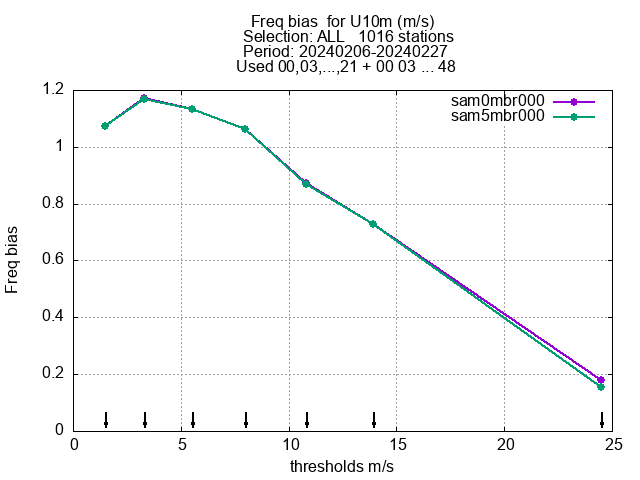 Freq bias  for U10m (m/s)
Selection: ALL   1016 stations
Period: 20240206-20240227
Used 00,03,...,21 + 00 03 ... 48
sam0mbr000
sam5mbr000
1.2
1
0.8
0.6
0.4
0.2
0
Freq bias
0 5 10 15 20 25
thresholds m/s